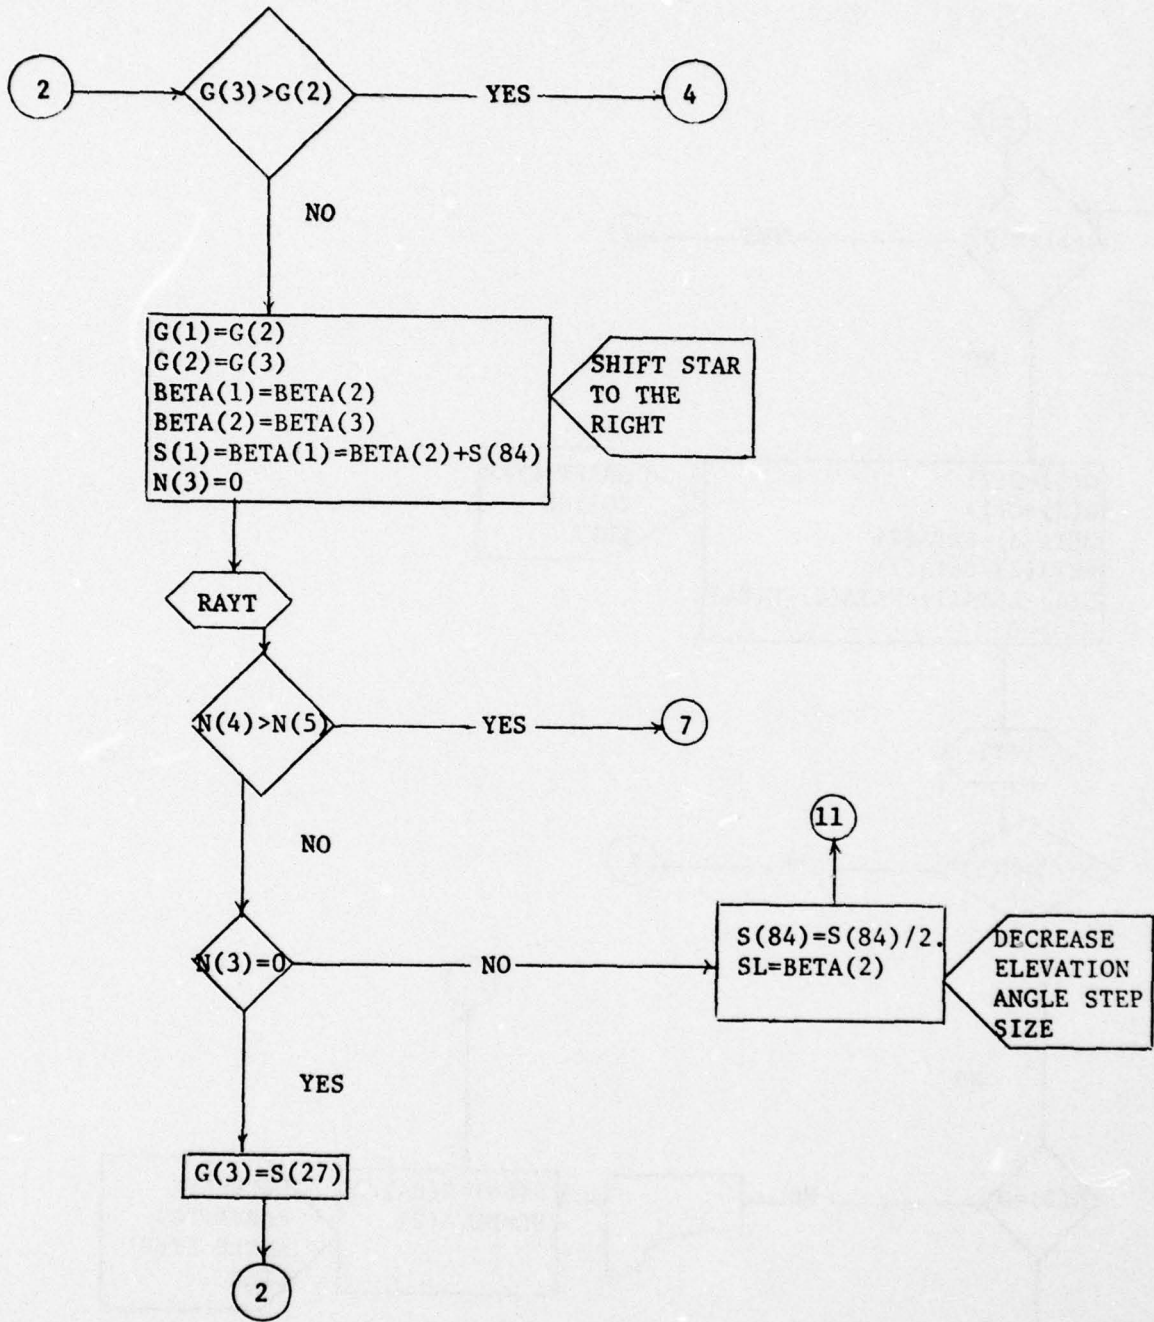 2
G(3)>G(2)
YES
4
NO
G(1)=G(2)
G(2)=G(3)
BETA(1)=BETA(2)
BETA(2)=BETA(3)
S(1)=BETA(1)=BETA(2)+S(84)
N(3)=0
SHIFT STAR
TO THE
RIGHT
RAYT
N(4)>N(5)
YES
7
NO
11
N(3)=0
NO
S(84)=S(84)/2.
SL=BETA(2)
DECREASE
ELEVATION
ANGLE STEP
SIZE
YES
G(3)=S(27)
2